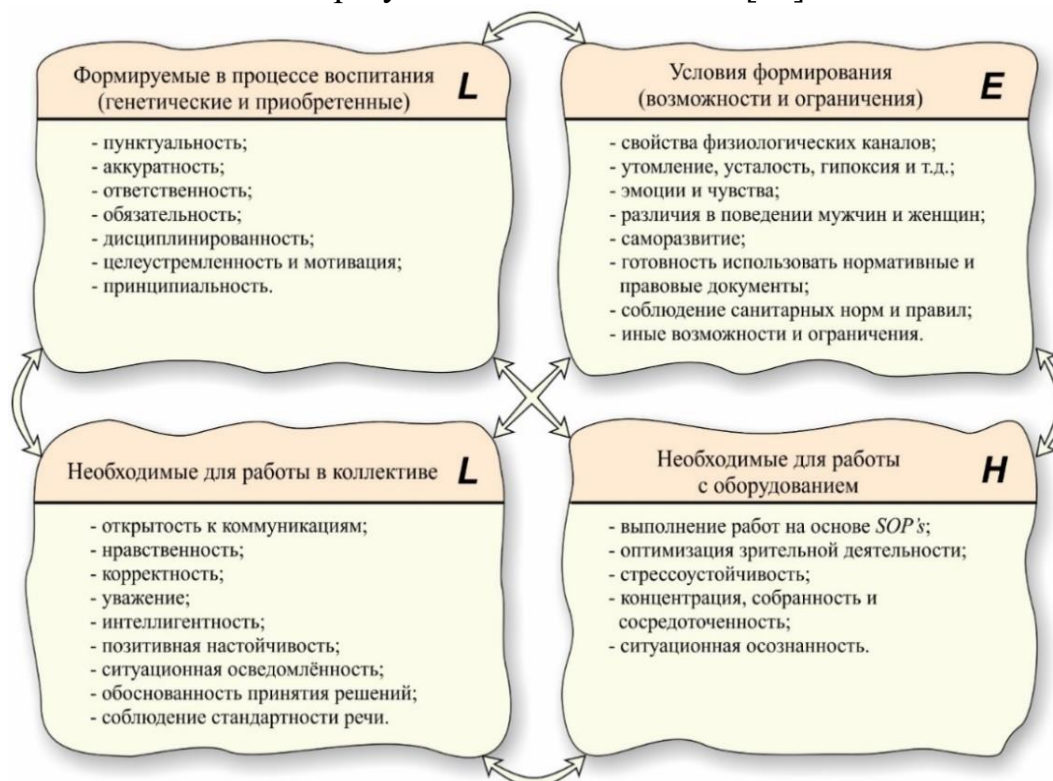 Формируемые в процессе воспитания
(генетические и приобретенные)
L
- пунктуальность;
- аккуратность;
- ответственность;
- обязательность;
- дисциплинированность;
- целеустремленность и мотивация;
- принципиальность.
Условия формирования
(возможности и ограничения)
E
- свойства физиологических каналов;
- утомление, усталость, гипоксия и т.д.;
- эмоции и чувства;
- различия в поведении мужчин и женщин;
- саморазвитие;
- готовность использовать нормативные и
правовые документы;
- соблюдение санитарных норм и правил;
- иные возможности и ограничения.
Необходимые для работы в коллективе
L
- открытость к коммуникациям;
- нравственность;
- корректность;
- уважение;
- интеллигентность;
- позитивная настойчивость;
- ситуационная осведомлённость;
- обоснованность принятия решений;
- соблюдение стандартности речи.
Необходимые для работы
с оборудованием
H
- выполнение работ на основе SOP's;
- оптимизация зрительной деятельности;
- стрессоустойчивость;
- концентрация, собранность и
сосредоточенность;
- ситуационная осознанность.